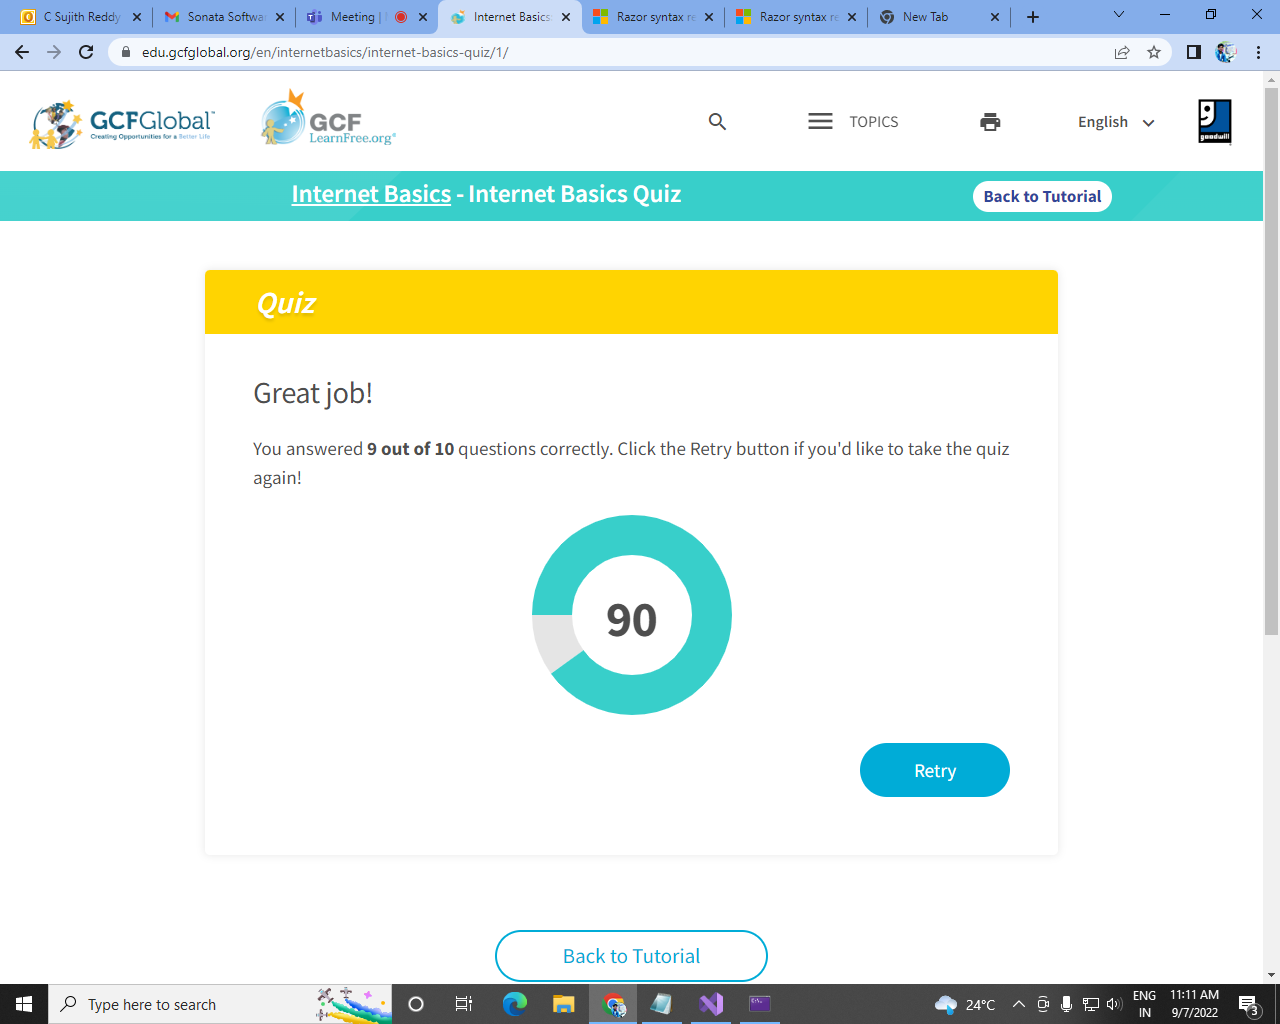 C Sujith Reddy
Sonata Softwa
Meeting |
Internet Basics
Razor syntax re
Razor syntax re
New Tab
edu.gcfglobal.org/en/internetbasics/internet-basics-quiz/1/
GCFGlobal
Creating Opportunities for a Better Life
GCF
LearnFree.org®
TOPICS
English
goodwill
Internet Basics - Internet Basics Quiz
Back to Tutorial
Quiz
Great job!
You answered 9 out of 10 questions correctly. Click the Retry button if you'd like to take the quiz
again!
90
Retry
Back to Tutorial
Type here to search
24°C
ENG
IN
11:11 AM
9/7/2022
3